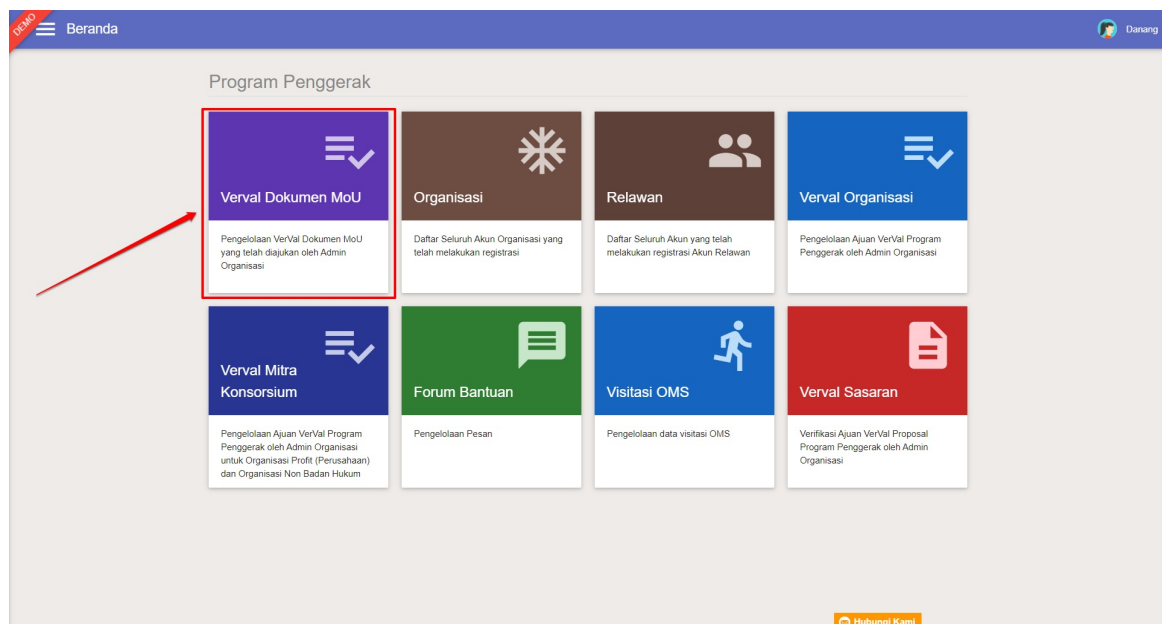 DEMO
Beranda
Danang
Program Penggerak
Verval Dokumen MoU
Pengelolaan VerVal Dokumen MoU
yang telah diajukan oleh Admin
Organisasi
Organisasi
Daftar Seluruh Akun Organisasi yang
telah melakukan registrasi
Relawan
Daftar Seluruh Akun yang telah
melakukan registrasi Akun Relawan
Verval Organisasi
Pengelolaan Ajuan VerVal Program
Penggerak oleh Admin Organisasi
Verval Mitra
Konsorsium
Pengelolaan Ajuan VerVal Program
Penggerak oleh Admin Organisasi
untuk Organisasi Profit (Perusahaan)
dan Organisasi Non Badan Hukum
Forum Bantuan
Pengelolaan Pesan
Visitasi OMS
Pengelolaan data visitasi OMS
Verval Sasaran
Verifikasi Ajuan VerVal Proposal
Program Penggerak oleh Admin
Organisasi
Hubungi Kami